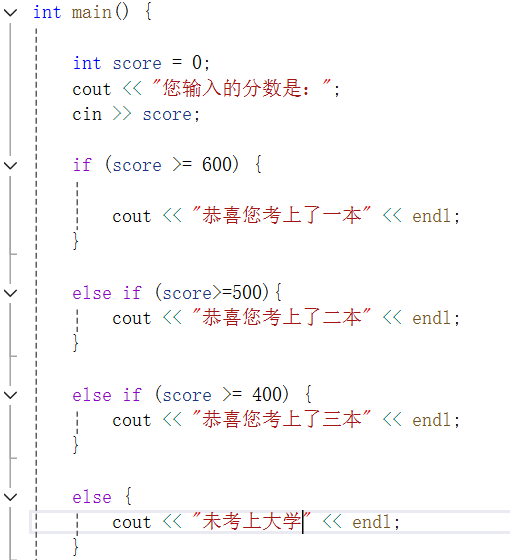 int main() {
int score = 0;
cout << "您输入的分数是：";
cin >> score;
if (score >= 600) {
cout << "恭喜您考上了一本" << endl;
}
else if (score>=500){
cout << "恭喜您考上了二本" << endl;
}
else if (score >= 400) {
cout << "恭喜您考上了三本" << endl;
}
else {
cout << "未考上大学" << endl;
}